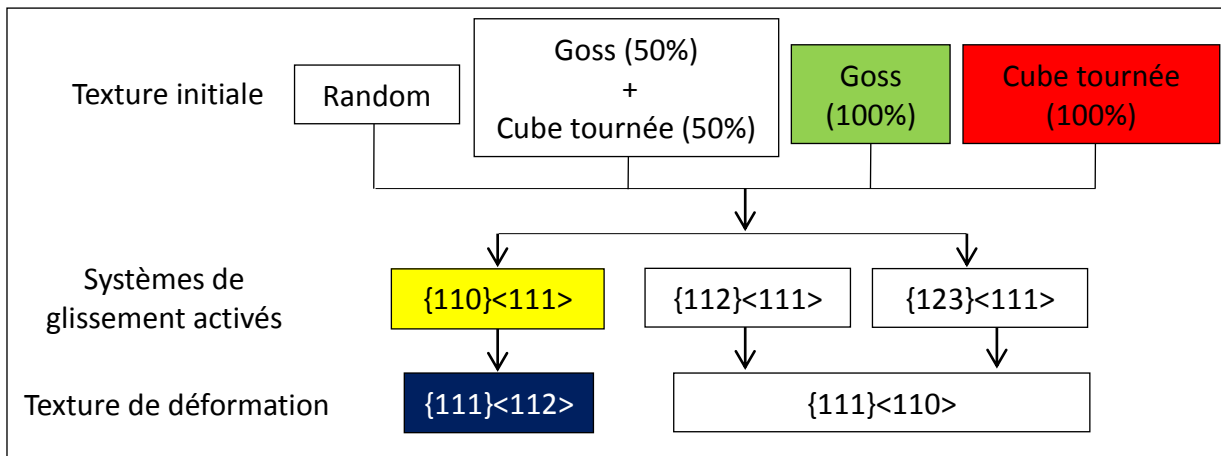 Texture initiale
Random
Goss (50%)
+
Cube tournée (50%)
Goss
(100%)
Cube tournée
(100%)
Systèmes de
glissement activés
{110}<111>
{112}<111>
{123}<111>
Texture de déformation
{111}<112>
{111}<110>